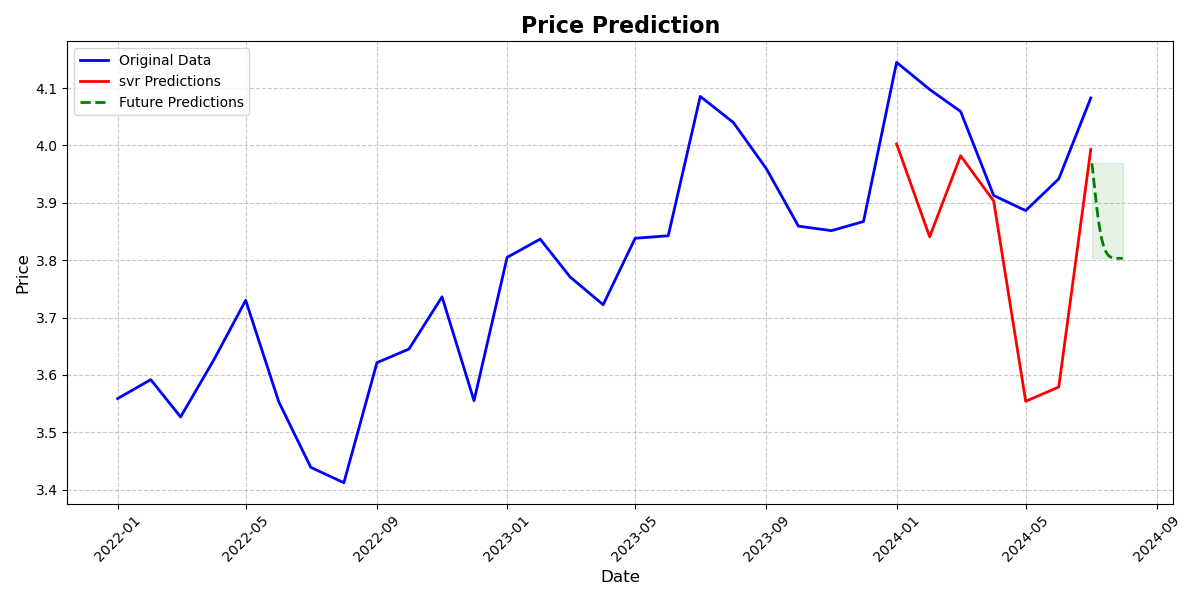 Price Prediction
Original Data
svr Predictions
Future Predictions
Price
4.1
4.0
3.9
3.8
3.7
3.6
3.5
3.4
2022-01
2022-05
2022-09
2023-01
2023-05
2023-09
2024-01
2024-05
2024-09
Date